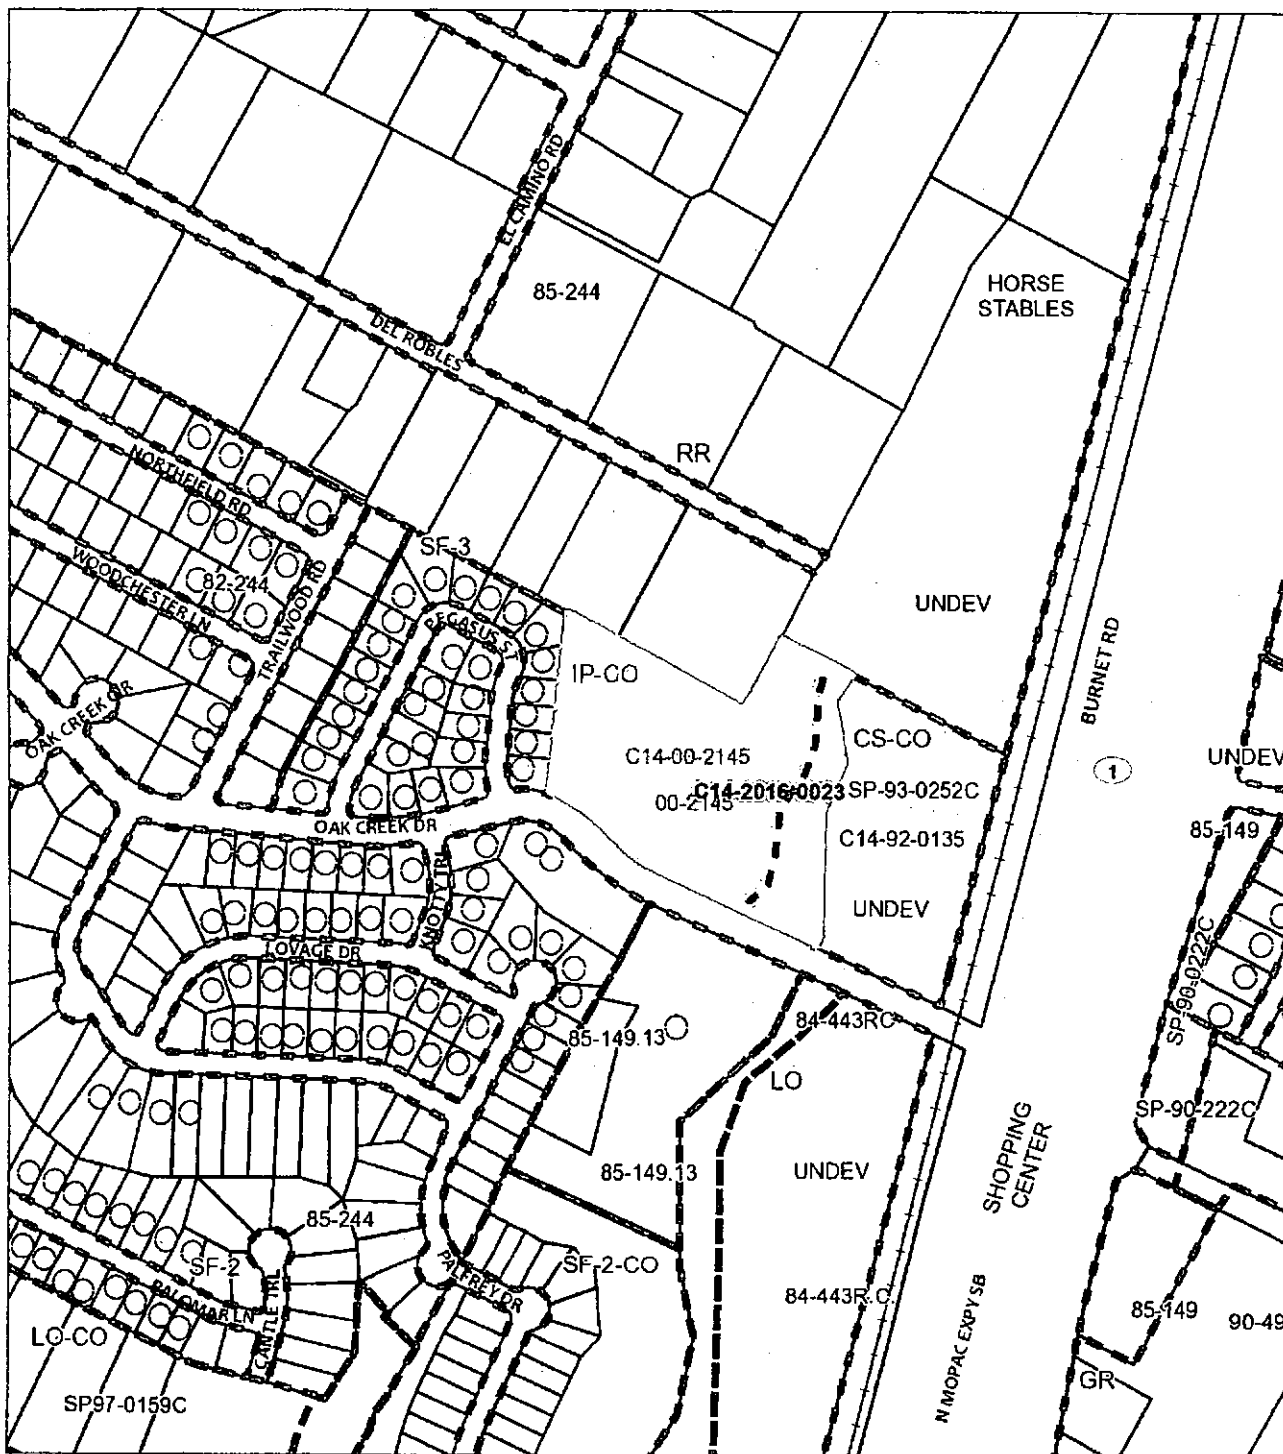 EL CAMINO RD
HORSE
STABLES
85-244
DEL ROBLES
RR
NORTHFIELD RD
SF-3
WOODCHESTER LN
82-244
TRAILWOOD RD
PEGASUS ST
UNDEV
BURNET RD
IP-CO
OAK CREEK CIR
CS-CO
C14-00-2145
UNDEV
1
C14-2016-0023
SP-93-0252C
00-2145
OAK CREEK DR
C14-92-0135
85-149
KNOTTY TRL
UNDEV
LOVAGE DR
SP-90-0222C
85-149.13
84-443RC
LO
SP-90-222C
SHOPPING
CENTER
85-149.13
UNDEV
85-244
SF-2
SF-2-CO
PALFREY DR
PALOMAR LN
CANTLE TRL
84-443R.C.
LO-CO
N MOPAC EXPY SB
85-149
90-49
GR
SP97-0159C